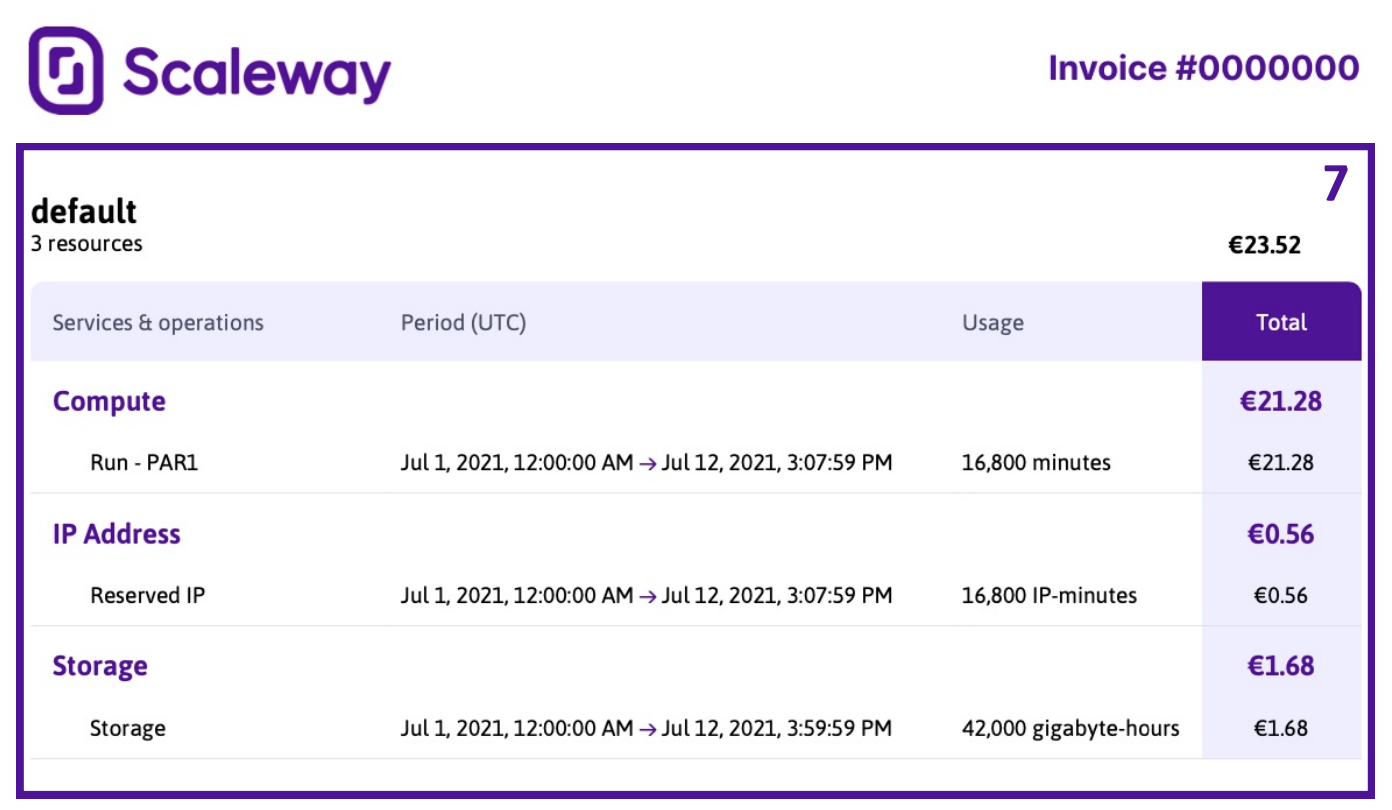 Scaleway
Invoice #0000000
7
default
3 resources €23.52
Services & operations Period (UTC) Usage Total
Compute €21.28
Run - PAR1 Jul 1, 2021, 12:00:00 AM → Jul 12, 2021, 3:07:59 PM 16,800 minutes €21.28
IP Address €0.56
Reserved IP Jul 1, 2021, 12:00:00 AM → Jul 12, 2021, 3:07:59 PM 16,800 IP-minutes €0.56
Storage €1.68
Storage Jul 1, 2021, 12:00:00 AM → Jul 12, 2021, 3:59:59 PM 42,000 gigabyte-hours €1.68